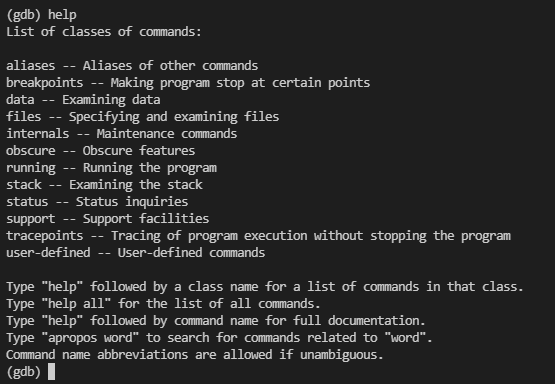 (gdb) help
List of classes of commands:

aliases -- Aliases of other commands
breakpoints -- Making program stop at certain points
data -- Examining data
files -- Specifying and examining files
internals -- Maintenance commands
obscure -- Obscure features
running -- Running the program
stack -- Examining the stack
status -- Status inquiries
support -- Support facilities
tracepoints -- Tracing of program execution without stopping the program
user-defined -- User-defined commands

Type "help" followed by a class name for a list of commands in that class.
Type "help all" for the list of all commands.
Type "help" followed by command name for full documentation.
Type "apropos word" to search for commands related to "word".
Command name abbreviations are allowed if unambiguous.
(gdb)